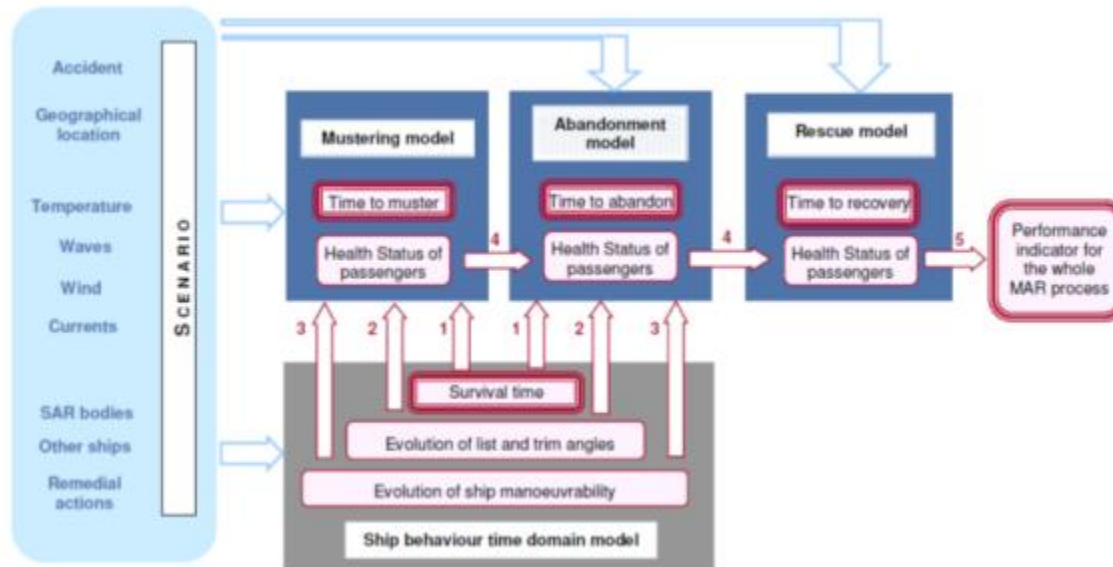 Accident
Geographical
location
Temperature
Waves
Wind
Currents
SAR bodies
Other ships
Remedial
actions
SCENARIO
Mustering model
Time to muster
Health Status of
passengers
4
Abandonment
model
Time to abandon
Health Status of
passengers
4
Rescue model
Time to recovery
Health Status of
passengers
5
Performance
indicator for
the whole
MAR process
3
2
1
1
2
3
Survival time
Evolution of list and trim angles
Evolution of ship manoeuvrability
Ship behaviour time domain model